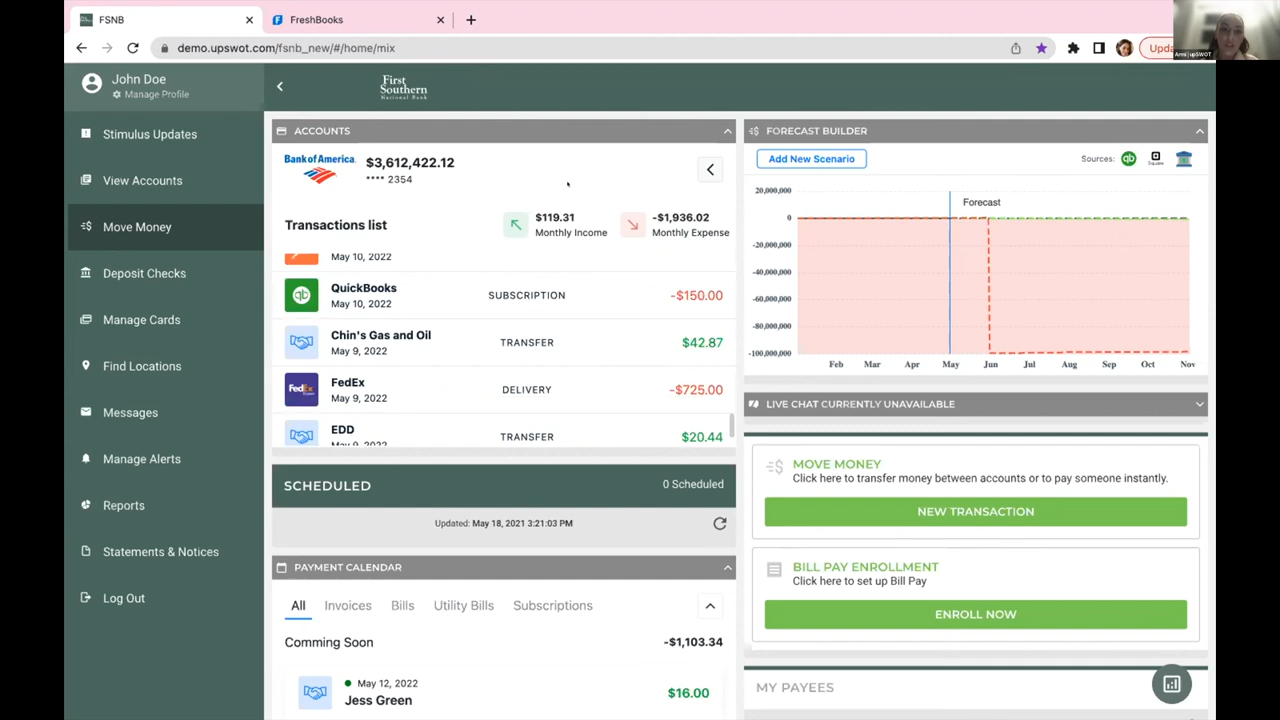 FSNB
FreshBooks
demo.upswot.com/fsnb_new/#/home/mix
John Doe
Manage Profile
Stimulus Updates
View Accounts
Move Money
Deposit Checks
Manage Cards
Find Locations
Messages
Manage Alerts
Reports
Statements & Notices
Log Out
First
Southern
National Bank
ACCOUNTS
Bank of America
$3,612,422.12
**** 2354
Transactions list
$119.31
Monthly Income
-$1,936.02
Monthly Expense
May 10, 2022
QuickBooks
May 10, 2022
SUBSCRIPTION
-$150.00
Chin's Gas and Oil
May 9, 2022
TRANSFER
$42.87
FedEx
FedEx
May 9, 2022
DELIVERY
-$725.00
EDD
May 9, 2022
TRANSFER
$20.44
SCHEDULED
0 Scheduled
Updated: May 18, 2021 3:21:03 PM
PAYMENT CALENDAR
All Invoices Bills Utility Bills Subscriptions
Comming Soon
-$1,103.34
May 12, 2022
Jess Green
$16.00
FORECAST BUILDER
Add New Scenario
Sources:
qb
Square
Forecast
20,000,000
0
-20,000,000
-40,000,000
-60,000,000
-80,000,000
-100,000,000
Feb Mar Apr May Jun Jul Aug Sep Oct Nov
LIVE CHAT CURRENTLY UNAVAILABLE
MOVE MONEY
Click here to transfer money between accounts or to pay someone instantly.
NEW TRANSACTION
BILL PAY ENROLLMENT
Click here to set up Bill Pay
ENROLL NOW
MY PAYEES